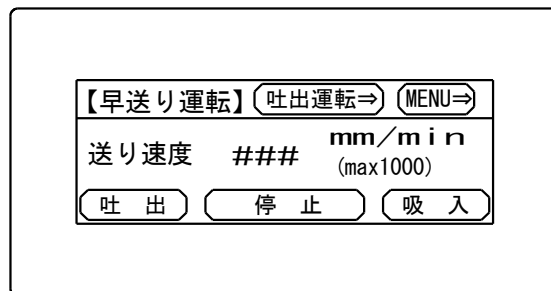 【早送り運転】 吐出運転⇒ MENU⇒
送り速度 ### mm/min
(max1000)
吐 出 停 止 吸 入